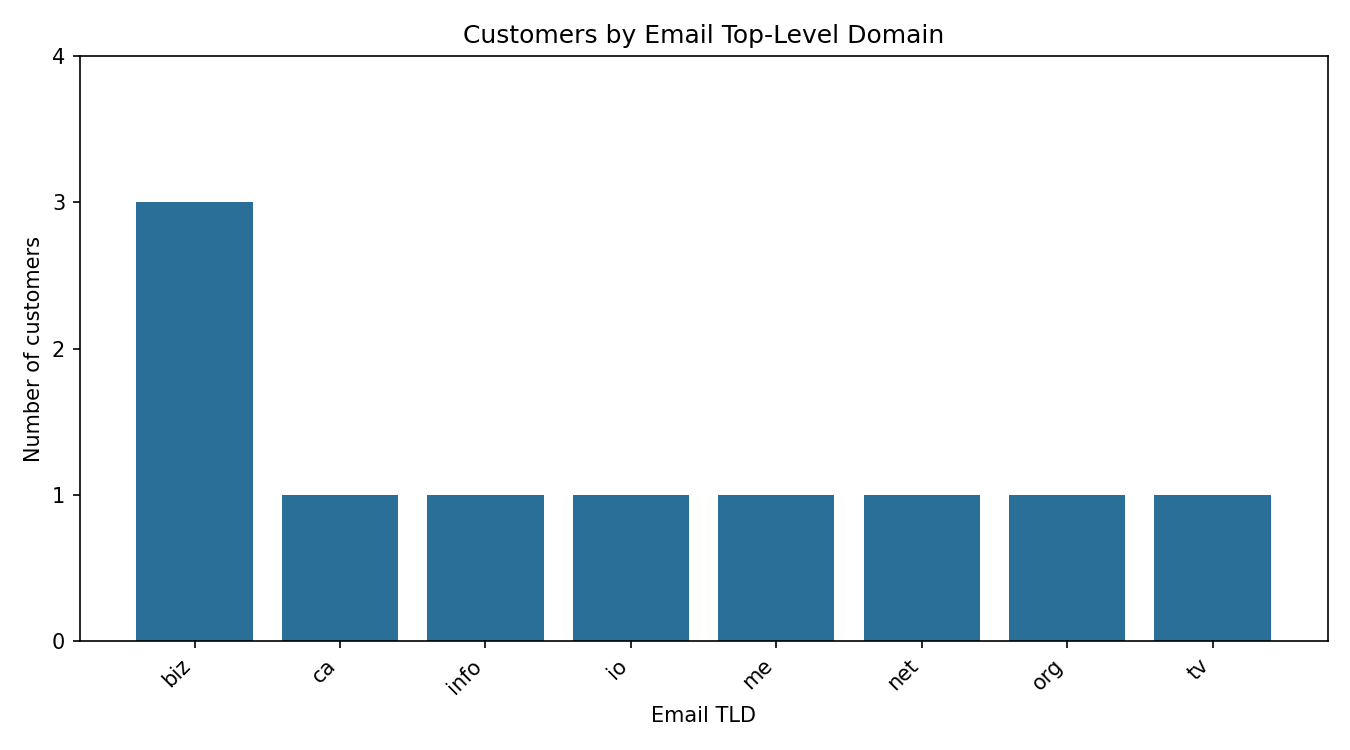 Customers by Email Top-Level Domain
4
3
2
1
0
Number of customers
biz
ca
info
io
me
net
org
tv
Email TLD